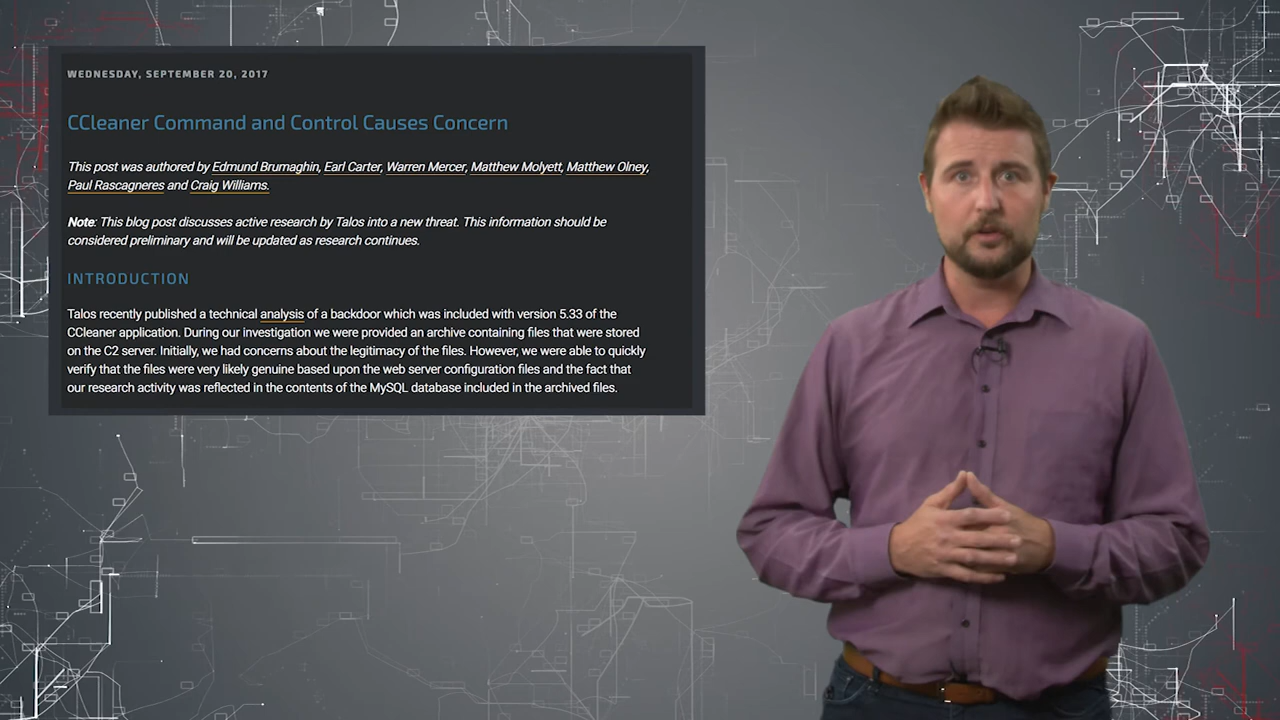 WEDNESDAY, SEPTEMBER 20, 2017
CCleaner Command and Control Causes Concern
This post was authored by Edmund Brumaghin, Earl Carter, Warren Mercer, Matthew Molyett, Matthew Olney,
Paul Rascagneres and Craig Williams.
Note: This blog post discusses active research by Talos into a new threat. This information should be
considered preliminary and will be updated as research continues.
INTRODUCTION
Talos recently published a technical analysis of a backdoor which was included with version 5.33 of the
CCleaner application. During our investigation we were provided an archive containing files that were stored
on the C2 server. Initially, we had concerns about the legitimacy of the files. However, we were able to quickly
verify that the files were very likely genuine based upon the web server configuration files and the fact that
our research activity was reflected in the contents of the MySQL database included in the archived files.